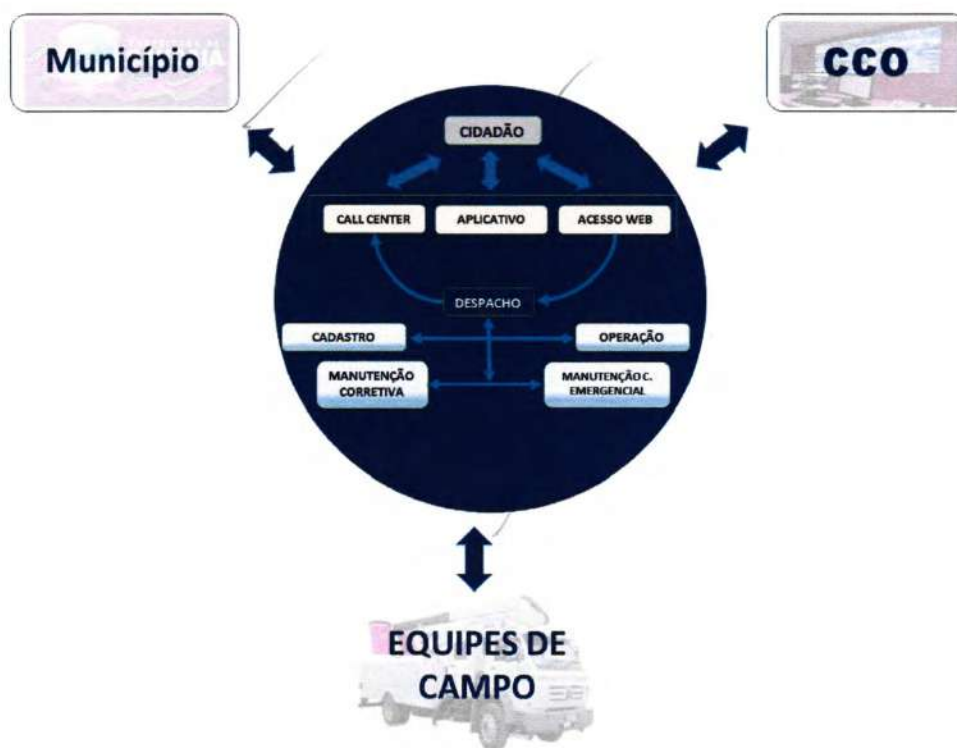 Município
CCO
CIDADÃO
CALL CENTER
APLICATIVO
ACESSO WEB
DESPACHO
CADASTRO
OPERAÇÃO
MANUTENÇÃO
CORRETIVA
MANUTENÇÃO C.
EMERGENCIAL
EQUIPES DE
CAMPO